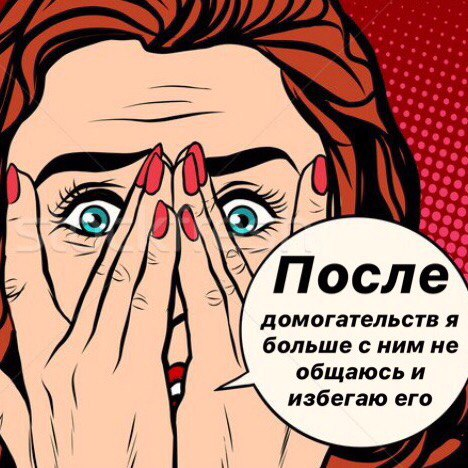 После
домогательств я
больше с ним не
общаюсь и
избегаю его